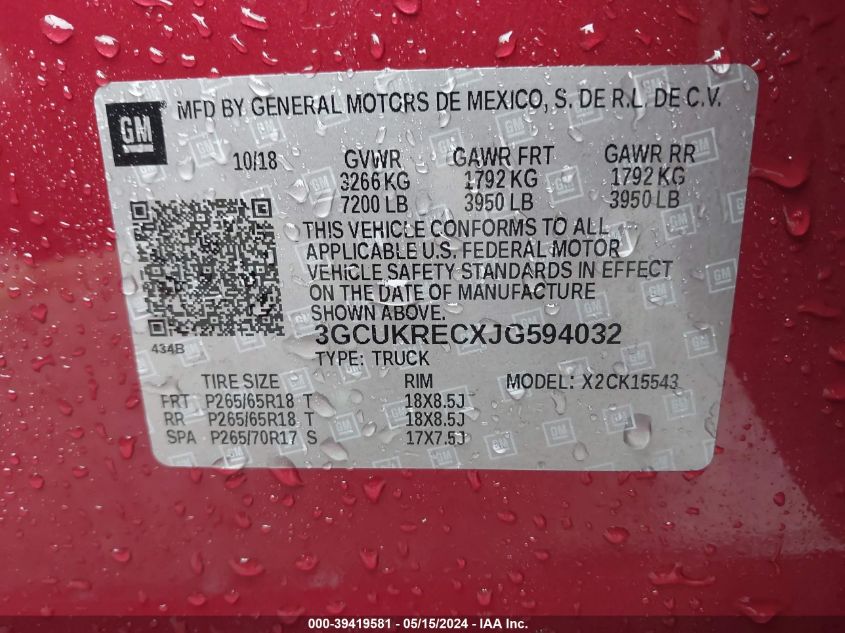 GM
MFD BY GENERAL MOTORS DE MEXICO, S. DE R.L. DE C.V.
10/18 GVWR GAWR FRT GAWR RR
3266 KG 1792 KG 1792 KG
7200 LB 3950 LB 3950 LB
THIS VEHICLE CONFORMS TO ALL
APPLICABLE U.S. FEDERAL MOTOR
VEHICLE SAFETY STANDARDS IN EFFECT
ON THE DATE OF MANUFACTURE
SHOWN ABOVE.
434B 3GCUKRECXJG594032
TYPE: TRUCK
TIRE SIZE RIM MODEL: X2CK15543
FRT P265/65R18 T 18X8.5J
RR P265/65R18 T 18X8.5J
SPA P265/70R17 S 17X7.5J
000-39419581 - 05/15/2024 - IAA, Inc.